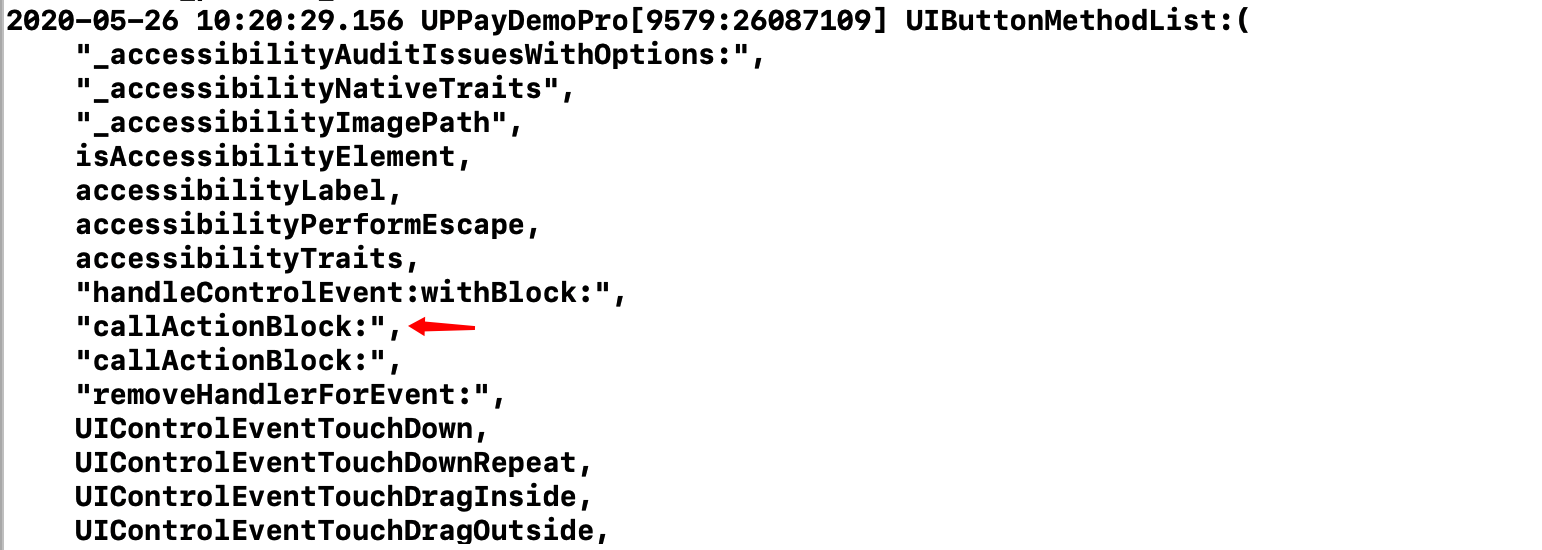 2020-05-26 10:20:29.156 UPPayDemoPro[9579:26087109] UIButtonMethodList:(
"_accessibilityAuditIssuesWithOptions:",
"_accessibilityNativeTraits",
"_accessibilityImagePath",
isAccessibilityElement,
accessibilityLabel,
accessibilityPerformEscape,
accessibilityTraits,
"handleControlEvent:withBlock:",
"callActionBlock:",
"callActionBlock:",
"removeHandlerForEvent:",
UIControlEventTouchDown,
UIControlEventTouchDownRepeat,
UIControlEventTouchDragInside,
UIControlEventTouchDragOutside,